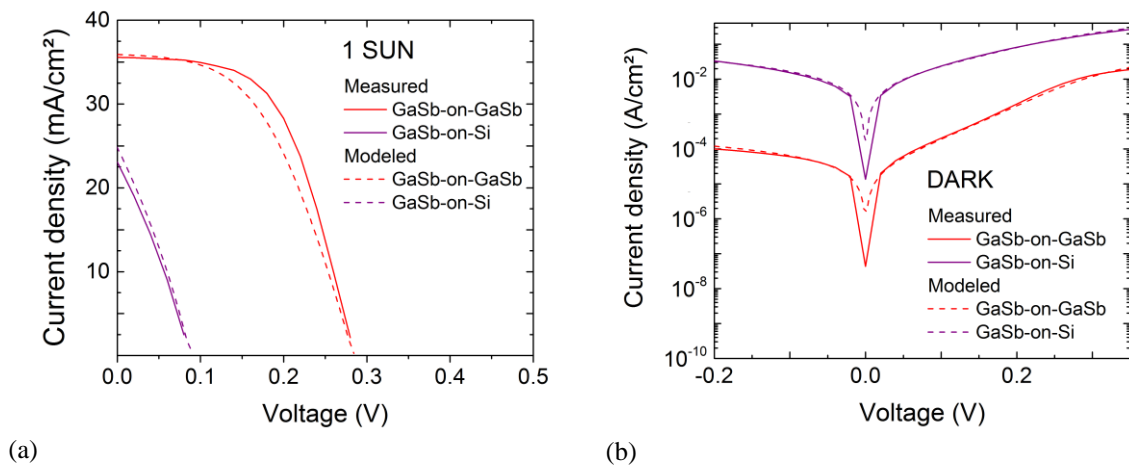 40
35
30
25
20
10
Current density (mA/cm²)
0.0 0.1 0.2 0.3 0.4 0.5
Voltage (V)
1 SUN
Measured
GaSb-on-GaSb
GaSb-on-Si
Modeled
GaSb-on-GaSb
GaSb-on-Si
(a)
10⁻²
10⁻⁴
10⁻⁶
10⁻⁸
10⁻¹⁰
Current density (A/cm²)
-0.2 0.0 0.2
Voltage (V)
DARK
Measured
GaSb-on-GaSb
GaSb-on-Si
Modeled
GaSb-on-GaSb
GaSb-on-Si
(b)